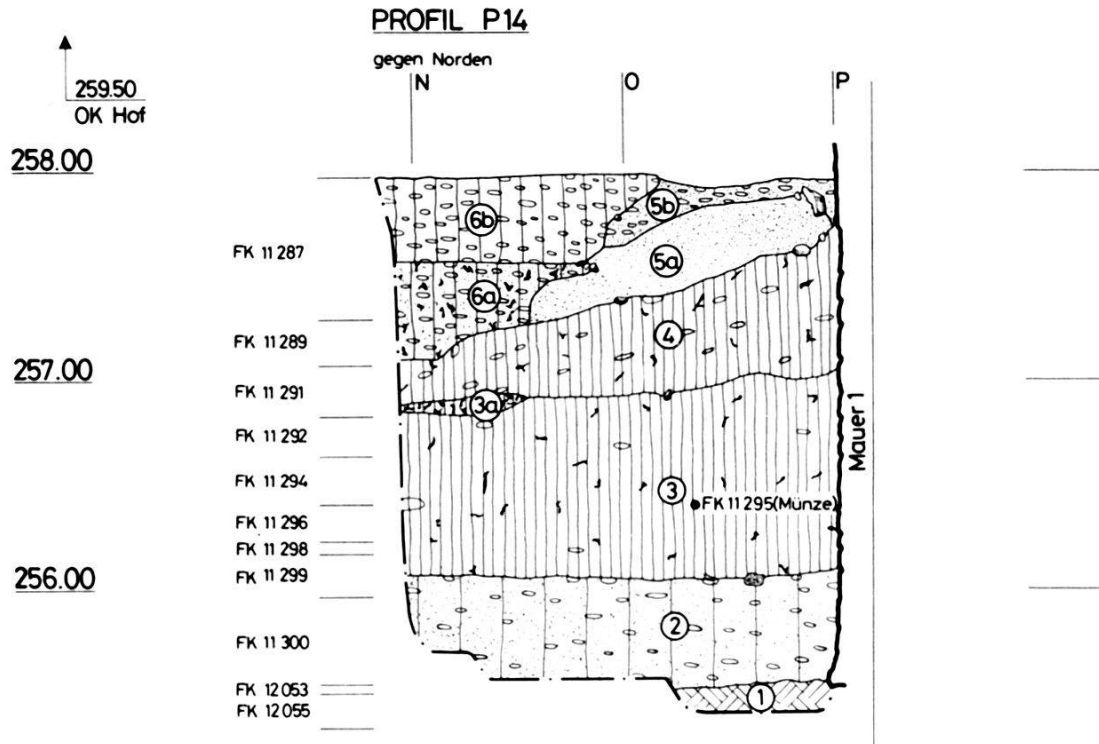 PROFIL P14
gegen Norden
N O P
259.50
OK Hof
258.00
6b
5b
FK 11 287
5a
6a
4
FK 11 289
257.00
FK 11 291
3a
FK 11 292
Mauer 1
FK 11 294
3
FK 11 295 (Münze)
FK 11 296
FK 11 298
FK 11 299
256.00
2
FK 11 300
FK 12 053
1
FK 12 055